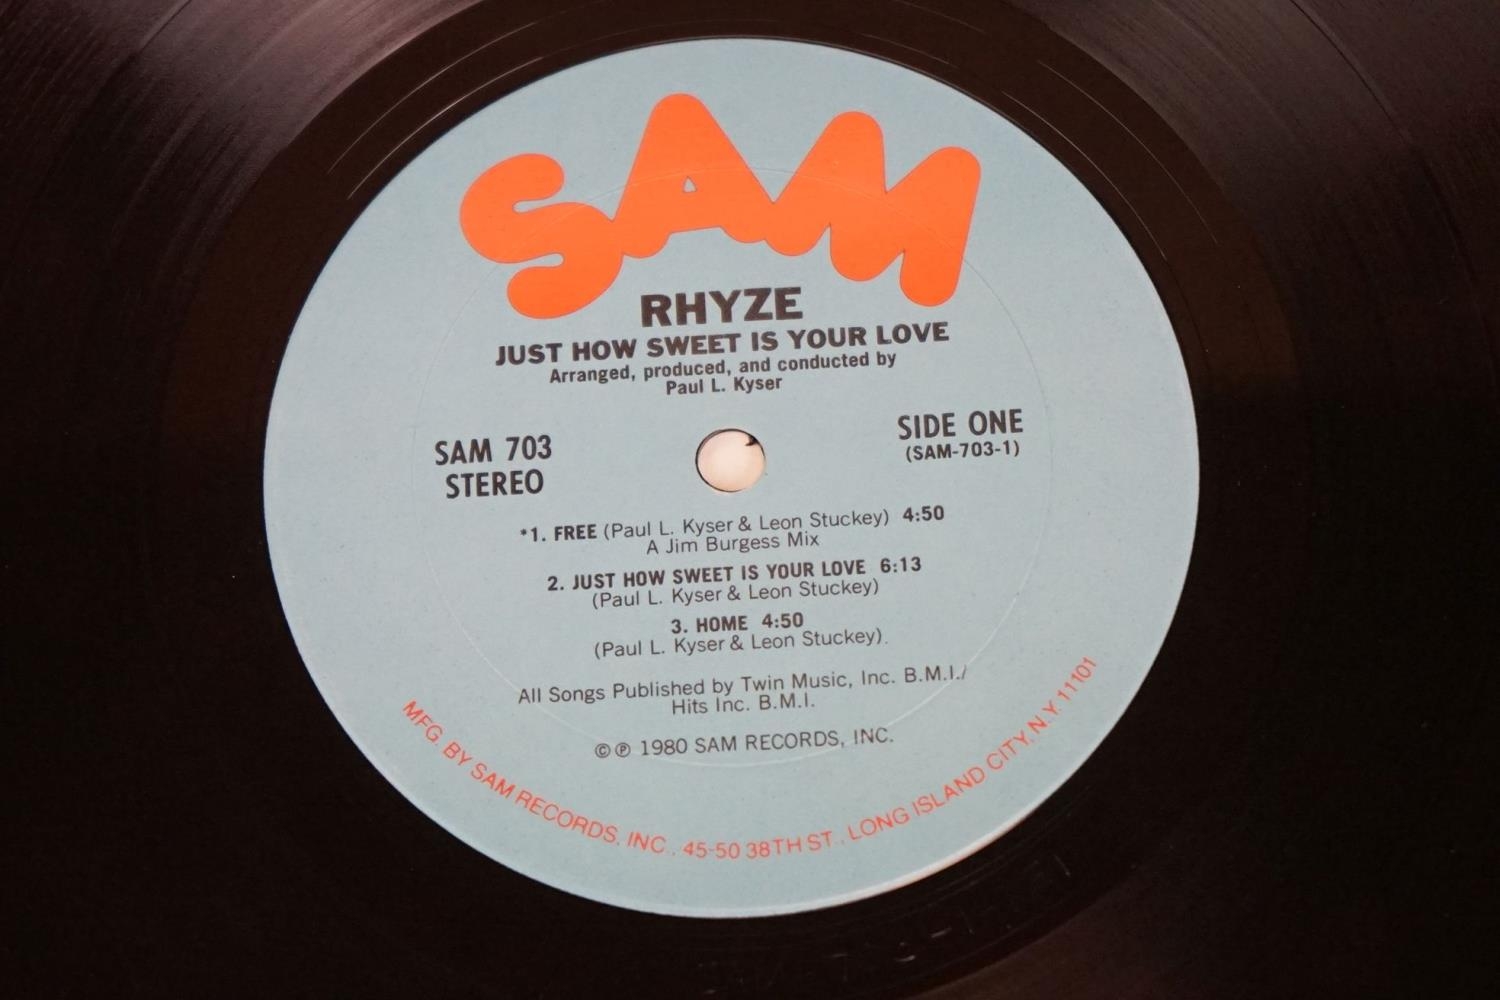 SAM
RHYZE
JUST HOW SWEET IS YOUR LOVE
Arranged, produced, and conducted by
Paul L. Kyser
SAM 703
STEREO
SIDE ONE
(SAM-703-1)
*1. FREE (Paul L. Kyser & Leon Stuckey) 4:50
A Jim Burgess Mix
2. JUST HOW SWEET IS YOUR LOVE 6:13
(Paul L. Kyser & Leon Stuckey)
3. HOME 4:50
(Paul L. Kyser & Leon Stuckey).
All Songs Published by Twin Music, Inc. B.M.I./
Hits Inc. B.M.I.
©℗ 1980 SAM RECORDS, INC.
MFG. BY SAM RECORDS, INC., 45-50 38TH ST., LONG ISLAND CITY, N.Y. 11101